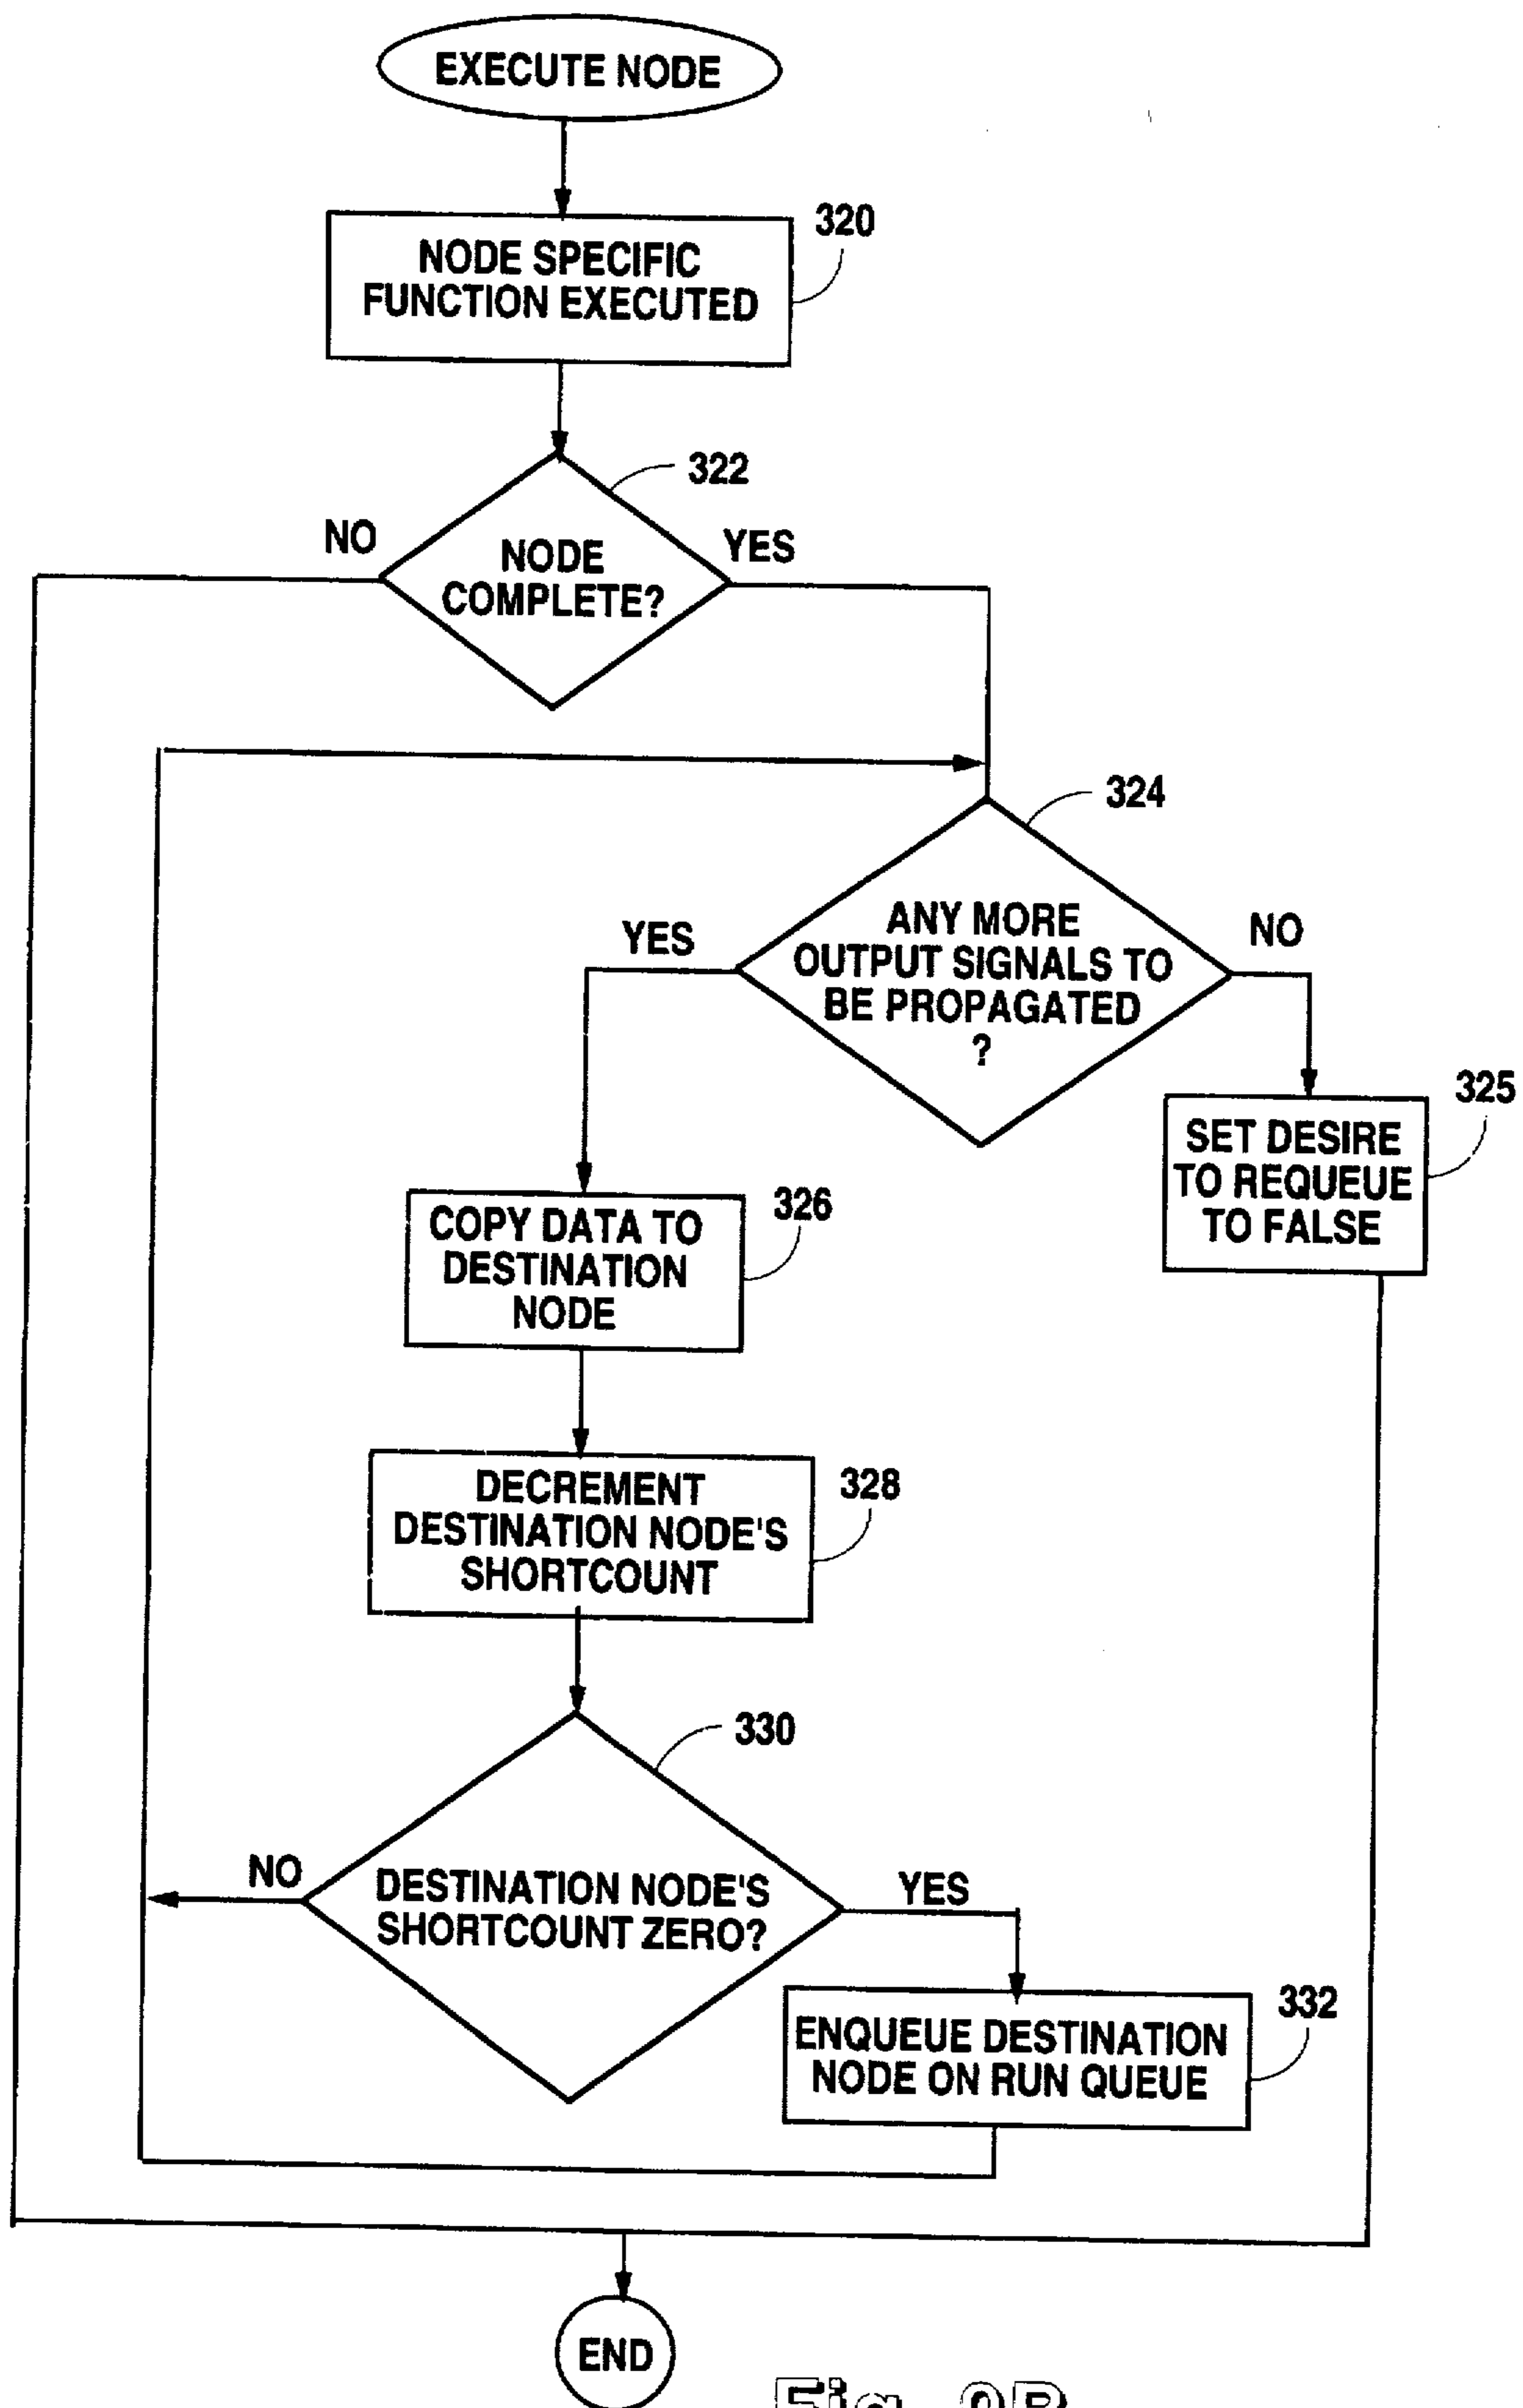 EXECUTE NODE
320
NODE SPECIFIC
FUNCTION EXECUTED
322
NO
YES
NODE
COMPLETE?
324
YES
ANY MORE
OUTPUT SIGNALS TO
BE PROPAGATED
?
NO
325
SET DESIRE
TO REQUEUE
TO FALSE
326
COPY DATA TO
DESTINATION
NODE
328
DECREMENT
DESTINATION NODE'S
SHORTCOUNT
330
NO
DESTINATION NODE'S
SHORTCOUNT ZERO?
YES
332
ENQUEUE DESTINATION
NODE ON RUN QUEUE
END
Fig. 9B